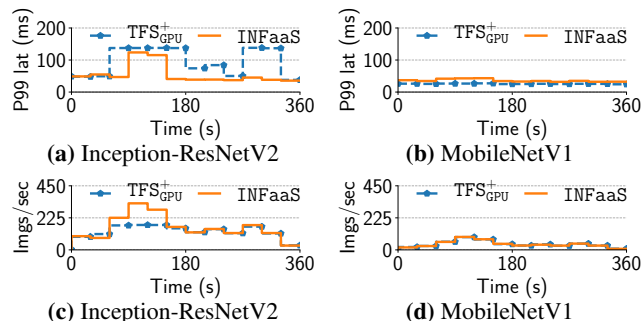 200
100
0
P99 lat (ms)
TFS+GPU INFaaS
0 180 360
Time (s)
(a) Inception-ResNetV2
200
100
0
P99 lat (ms)
TFS+GPU INFaaS
0 180 360
Time (s)
(b) MobileNetV1
450
225
0
Imgs/sec
TFS+GPU INFaaS
0 180 360
Time (s)
(c) Inception-ResNetV2
450
225
0
Imgs/sec
TFS+GPU INFaaS
0 180 360
Time (s)
(d) MobileNetV1